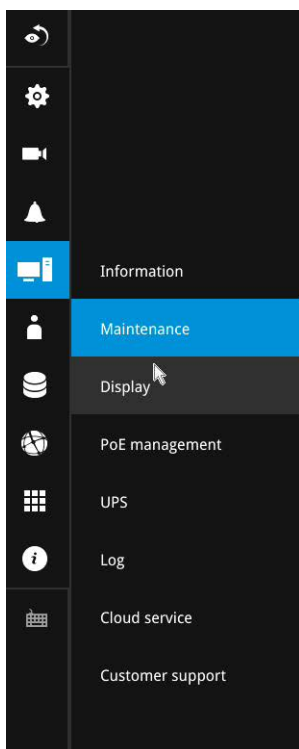 Information
Maintenance
Display
PoE management
UPS
Log
Cloud service
Customer support